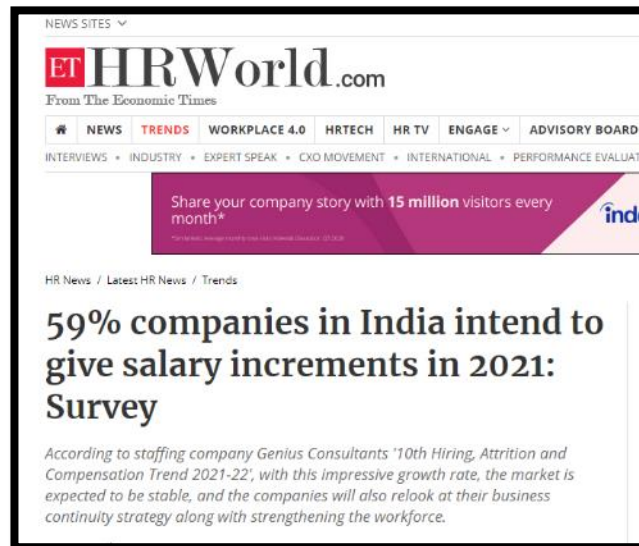 NEWS SITES
ET HRWorld.com
From The Economic Times
NEWS TRENDS WORKPLACE 4.0 HRTECH HR TV ENGAGE ADVISORY BOARD
INTERVIEWS • INDUSTRY • EXPERT SPEAK • CXO MOVEMENT • INTERNATIONAL • PERFORMANCE EVALUAT
Share your company story with 15 million visitors every
month*
inde
HR News / Latest HR News / Trends
59% companies in India intend to
give salary increments in 2021:
Survey
According to staffing company Genius Consultants '10th Hiring, Attrition and
Compensation Trend 2021-22', with this impressive growth rate, the market is
expected to be stable, and the companies will also relook at their business
continuity strategy along with strengthening the workforce.